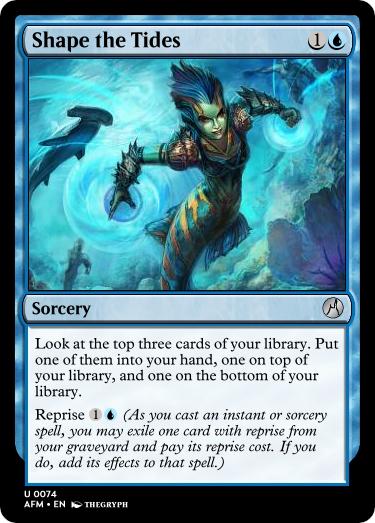 Shape the Tides 1
Sorcery
Look at the top three cards of your library. Put
one of them into your hand, one on top of
your library, and one on the bottom of your
library.
Reprise 1 (As you cast an instant or sorcery
spell, you may exile one card with reprise from
your graveyard and pay its reprise cost. If you
do, add its effects to that spell.)
U 0074
AFM • EN THEGRYPH